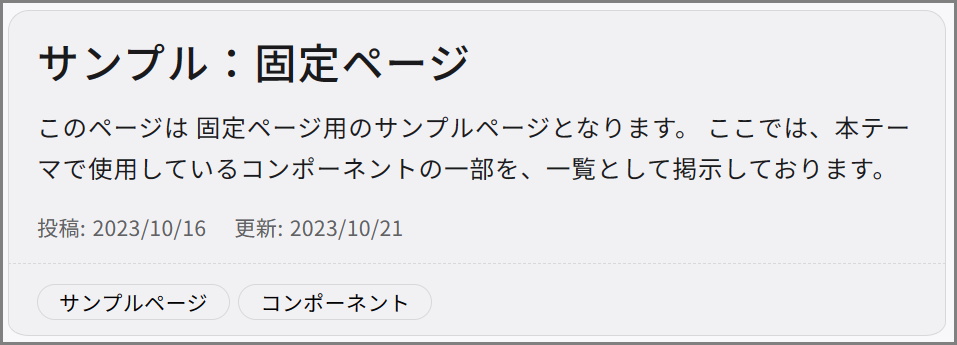 サンプル：固定ページ
このページは 固定ページ用のサンプルページとなります。 ここでは、本テー
マで使用しているコンポーネントの一部を、一覧として掲示しております。
投稿: 2023/10/16 更新: 2023/10/21
サンプルページ コンポーネント